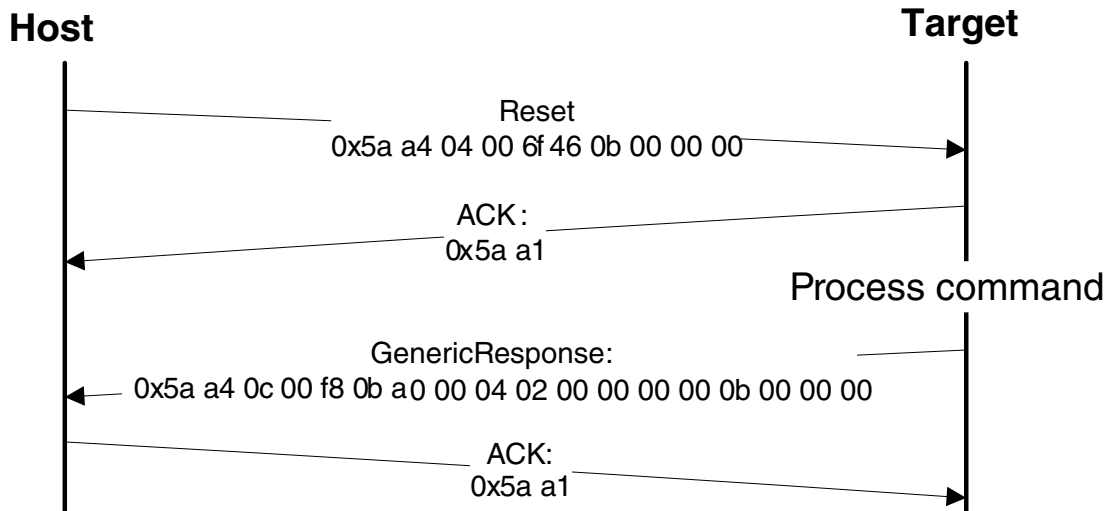 Host
Target
Reset
0x5a a4 04 00 6f 46 0b 00 00 00
ACK:
0x5a a1
Process command
GenericResponse:
0x5a a4 0c 00 f8 0b a0 00 04 02 00 00 00 00 0b 00 00 00
ACK:
0x5a a1